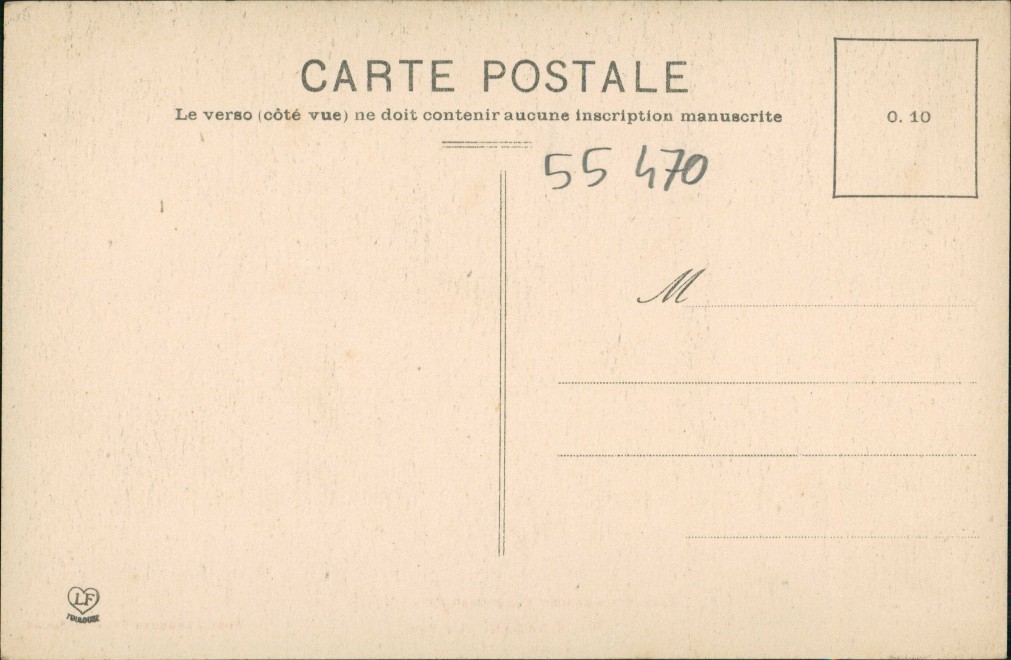 CARTE POSTALE
Le verso (côté vue) ne doit contenir aucune inscription manuscrite
0.10
55 470
M
LF
TOULOUSE